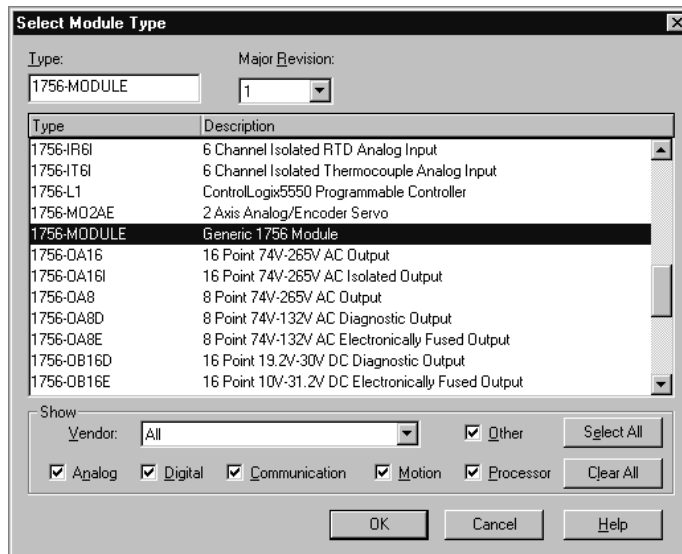 Select Module Type
Type:
Major Revision:
1756-MODULE
1
Type Description
1756-IR6I 6 Channel Isolated RTD Analog Input
1756-IT6I 6 Channel Isolated Thermocouple Analog Input
1756-L1 ControlLogix5550 Programmable Controller
1756-MO2AE 2 Axis Analog/Encoder Servo
1756-MODULE Generic 1756 Module
1756-OA16 16 Point 74V-265V AC Output
1756-OA16I 16 Point 74V-265V AC Isolated Output
1756-OA8 8 Point 74V-265V AC Output
1756-OA8D 8 Point 74V-132V AC Diagnostic Output
1756-OA8E 8 Point 74V-132V AC Electronically Fused Output
1756-OB16D 16 Point 19.2V-30V DC Diagnostic Output
1756-OB16E 16 Point 10V-31.2V DC Electronically Fused Output
Show
Vendor: All Other Select All
Analog Digital Communication Motion Processor Clear All
OK Cancel Help